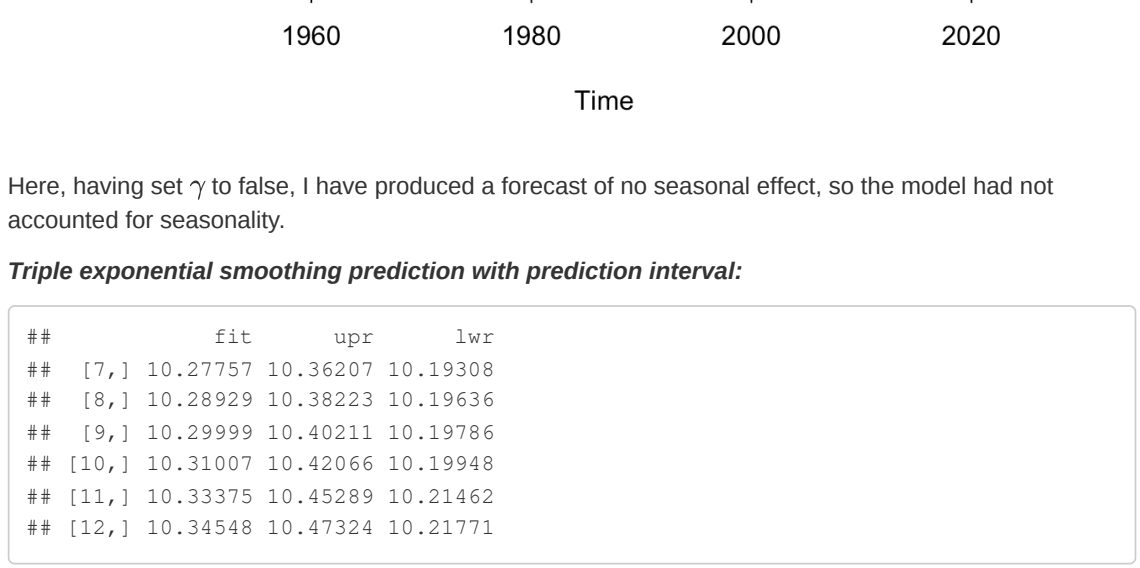 1960 1980 2000 2020
Time
Here, having set γ to false, I have produced a forecast of no seasonal effect, so the model had not
accounted for seasonality.
Triple exponential smoothing prediction with prediction interval:
##           fit      upr      lwr
##  [7,] 10.27757 10.36207 10.19308
##  [8,] 10.28929 10.38223 10.19636
##  [9,] 10.29999 10.40211 10.19786
## [10,] 10.31007 10.42066 10.19948
## [11,] 10.33375 10.45289 10.21462
## [12,] 10.34548 10.47324 10.21771